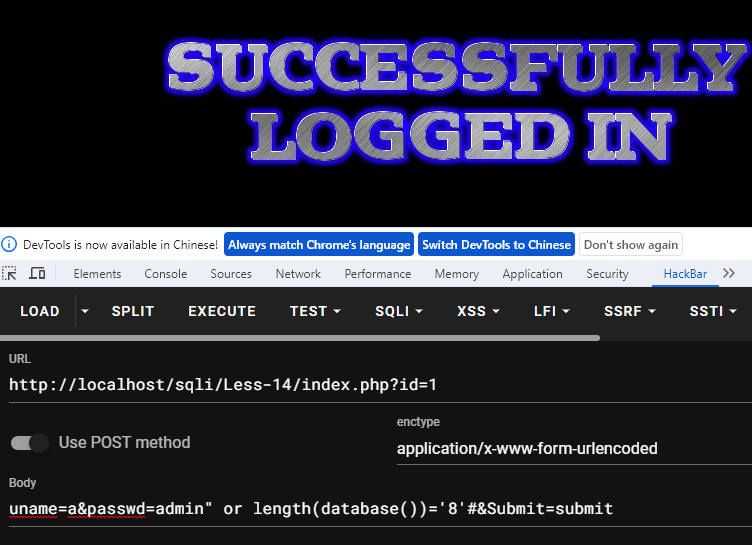 SUCCESSFULLY
LOGGED IN
DevTools is now available in Chinese! Always match Chrome's language Switch DevTools to Chinese Don't show again
Elements Console Sources Network Performance Memory Application Security HackBar
LOAD SPLIT EXECUTE TEST SQLI XSS LFI SSRF SSTI
URL
http://localhost/sqli/Less-14/index.php?id=1
enctype
Use POST method
application/x-www-form-urlencoded
Body
uname=a&passwd=admin" or length(database())='8'#&Submit=submit